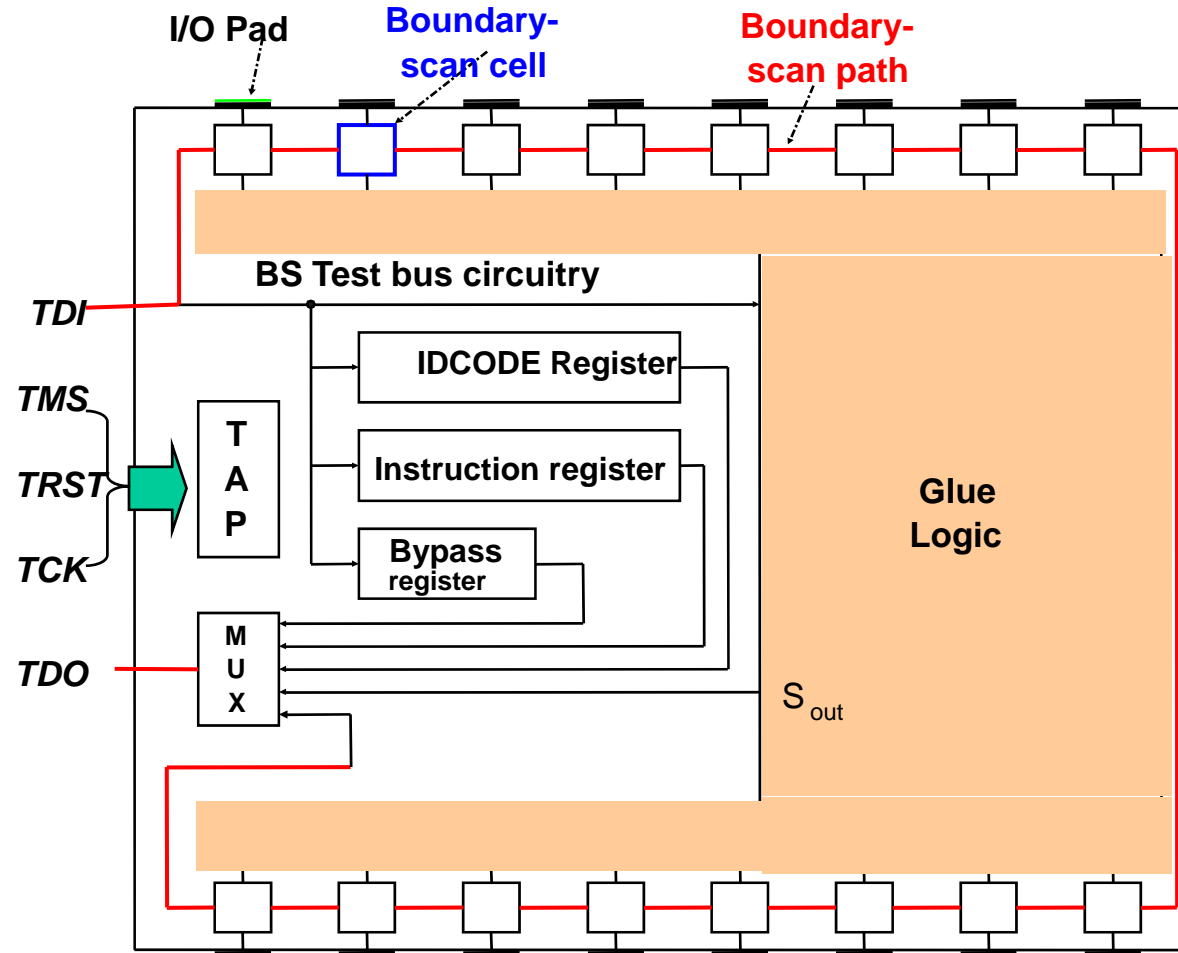 I/O Pad
Boundary-
scan cell
Boundary-
scan path
BS Test bus circuitry
TDI
IDCODE Register
TMS
T
A
P
Instruction register
TRST
Glue
Logic
TCK
Bypass
register
M
U
X
TDO
S out